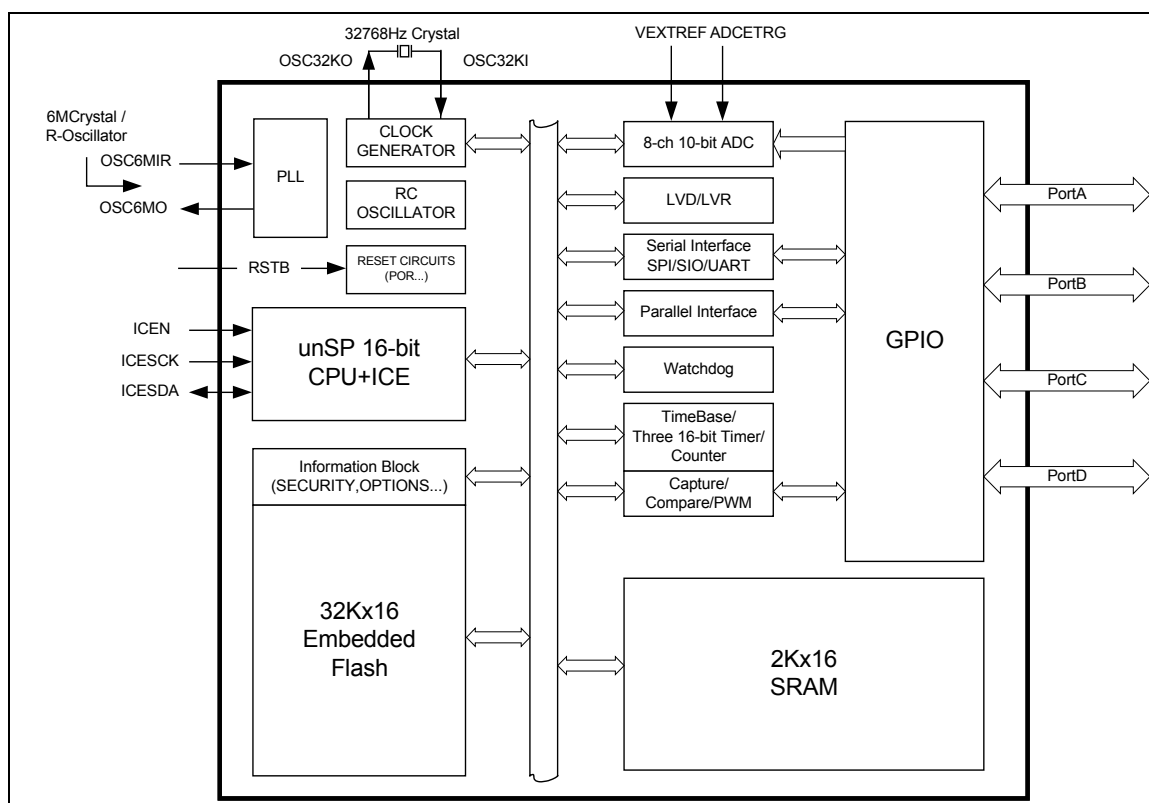 32768Hz Crystal
OSC32KO
OSC32KI
VEXTREF ADCETRG
6MCrystal /
R-Oscillator
OSC6MIR
OSC6MO
PLL
CLOCK
GENERATOR
RC
OSCILLATOR
RSTB
RESET CIRCUITS
(POR...)
ICEN
ICESCK
ICESDA
unSP 16-bit
CPU+ICE
Information Block
(SECURITY,OPTIONS...)
32Kx16
Embedded
Flash
8-ch 10-bit ADC
LVD/LVR
Serial Interface
SPI/SIO/UART
Parallel Interface
Watchdog
TimeBase/
Three 16-bit Timer/
Counter
Capture/
Compare/PWM
2Kx16
SRAM
GPIO
PortA
PortB
PortC
PortD